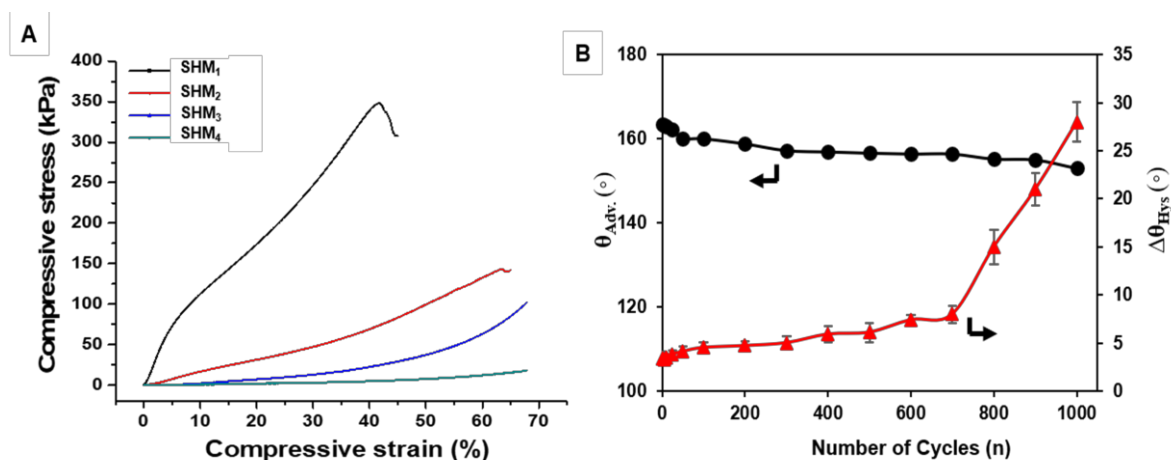 A
Compressive stress (kPa)
400
350
300
250
200
150
100
50
0
SHM₁
SHM₂
SHM₃
SHM₄
0 10 20 30 40 50 60 70
Compressive strain (%)
B
θAdv. (°)
180
160
140
120
100
35
30
25
20
15
10
5
0
ΔθHys (°)
0 200 400 600 800 1000
Number of Cycles (n)